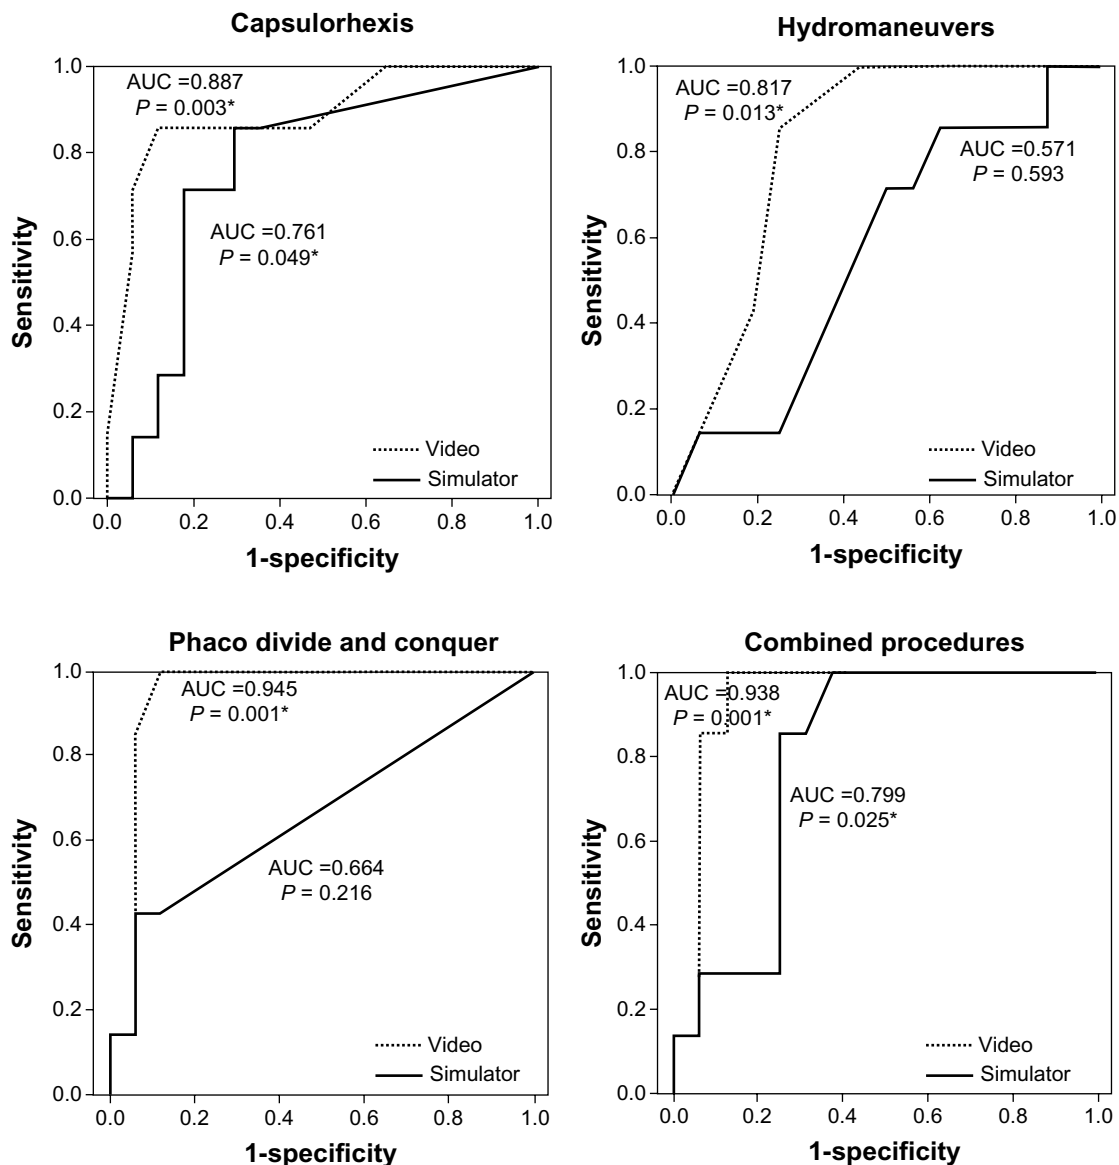 Capsulorhexis
1.0
AUC =0.887
P = 0.003*
0.8
AUC =0.761
P = 0.049*
0.6
Sensitivity
0.4
0.2
Video
Simulator
0.0
0.0 0.2 0.4 0.6 0.8 1.0
1-specificity
Hydromaneuvers
1.0
AUC =0.817
P = 0.013*
AUC =0.571
P = 0.593
0.8
0.6
Sensitivity
0.4
0.2
Video
Simulator
0.0
0.0 0.2 0.4 0.6 0.8 1.0
1-specificity
Phaco divide and conquer
1.0
AUC =0.945
P = 0.001*
0.8
0.6
AUC =0.664
P = 0.216
Sensitivity
0.4
0.2
Video
Simulator
0.0
0.0 0.2 0.4 0.6 0.8 1.0
1-specificity
Combined procedures
1.0
AUC =0.938
P = 0.001*
0.8
AUC =0.799
P = 0.025*
0.6
Sensitivity
0.4
0.2
Video
Simulator
0.0
0.0 0.2 0.4 0.6 0.8 1.0
1-specificity